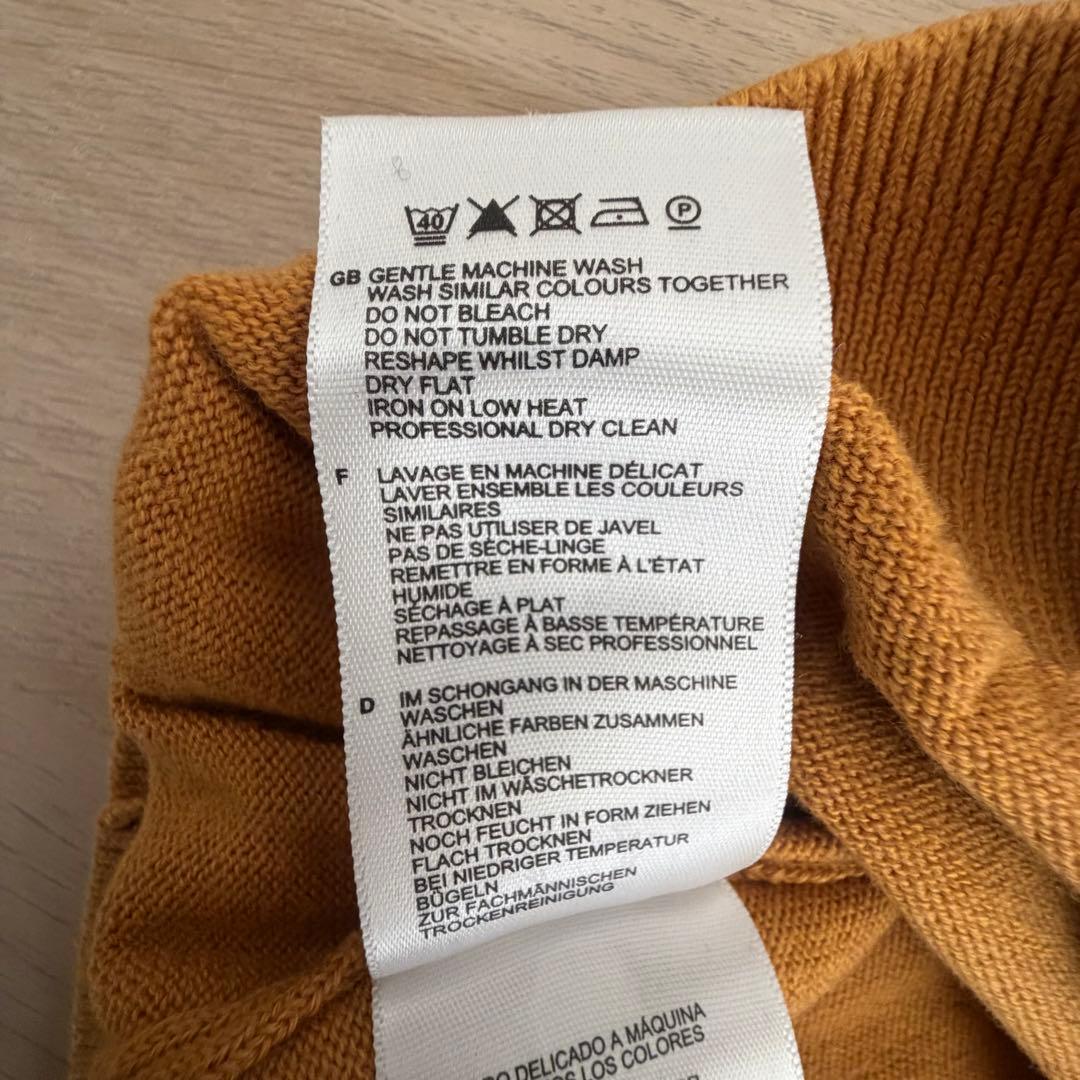 40 P
GB GENTLE MACHINE WASH
WASH SIMILAR COLOURS TOGETHER
DO NOT BLEACH
DO NOT TUMBLE DRY
RESHAPE WHILST DAMP
DRY FLAT
IRON ON LOW HEAT
PROFESSIONAL DRY CLEAN
F LAVAGE EN MACHINE DÉLICAT
LAVER ENSEMBLE LES COULEURS
SIMILAIRES
NE PAS UTILISER DE JAVEL
PAS DE SÈCHE-LINGE
REMETTRE EN FORME À L'ÉTAT
HUMIDE
SÉCHAGE À PLAT
REPASSAGE À BASSE TEMPÉRATURE
NETTOYAGE À SEC PROFESSIONNEL
D IM SCHONGANG IN DER MASCHINE
WASCHEN
ÄHNLICHE FARBEN ZUSAMMEN
WASCHEN
NICHT BLEICHEN
NICHT IM WÄSCHETROCKNER
TROCKNEN
NOCH FEUCHT IN FORM ZIEHEN
FLACH TROCKNEN
BEI NIEDRIGER TEMPERATUR
BÜGELN
ZUR FACHMÄNNISCHEN
TROCKENREINIGUNG
DELICADO A MÁQUINA
LOS COLORES